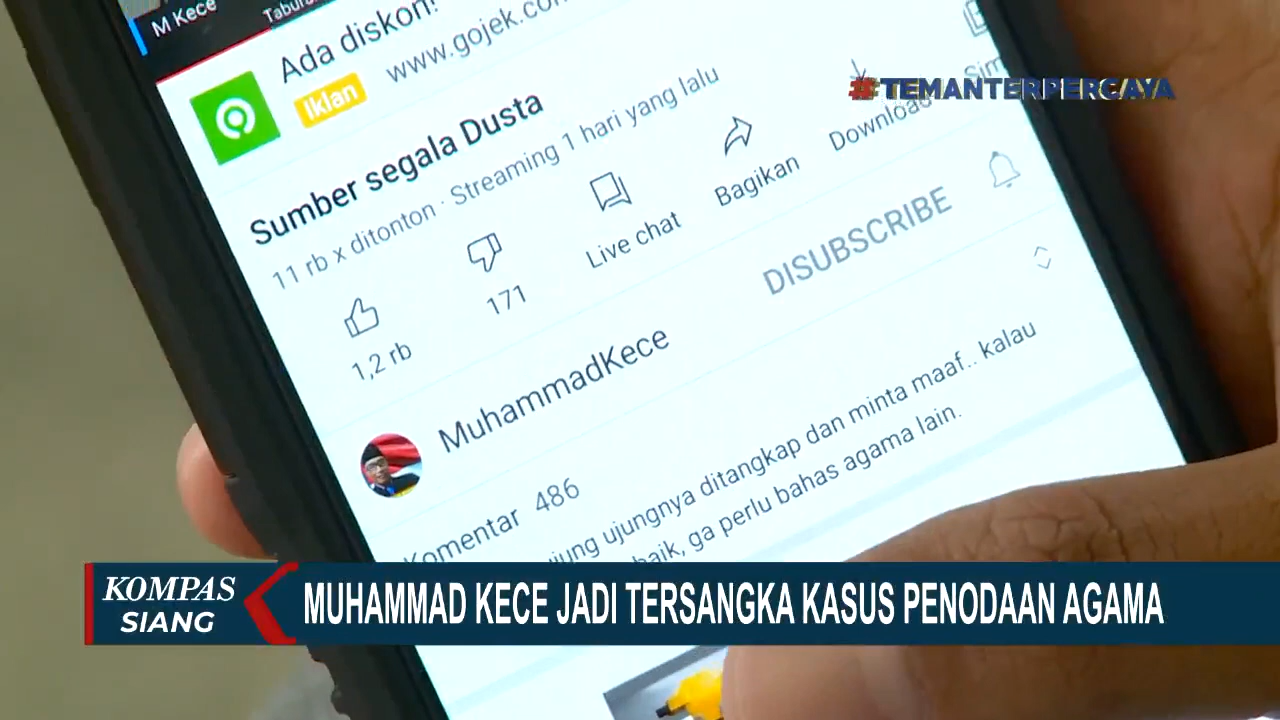 M Kece
Ada diskon!
Iklan
www.gojek.co
#TEMANTERPERCAYA
Sumber segala Dusta
11 rb x ditonton · Streaming 1 hari yang lalu
1,2 rb
171
Live chat
Bagikan
Download
Sim
MuhammadKece
DISUBSCRIBE
Komentar 486
ujungnya ditangkap dan minta maaf.. kalau
baik, ga perlu bahas agama lain.
KOMPAS
SIANG
MUHAMMAD KECE JADI TERSANGKA KASUS PENODAAN AGAMA